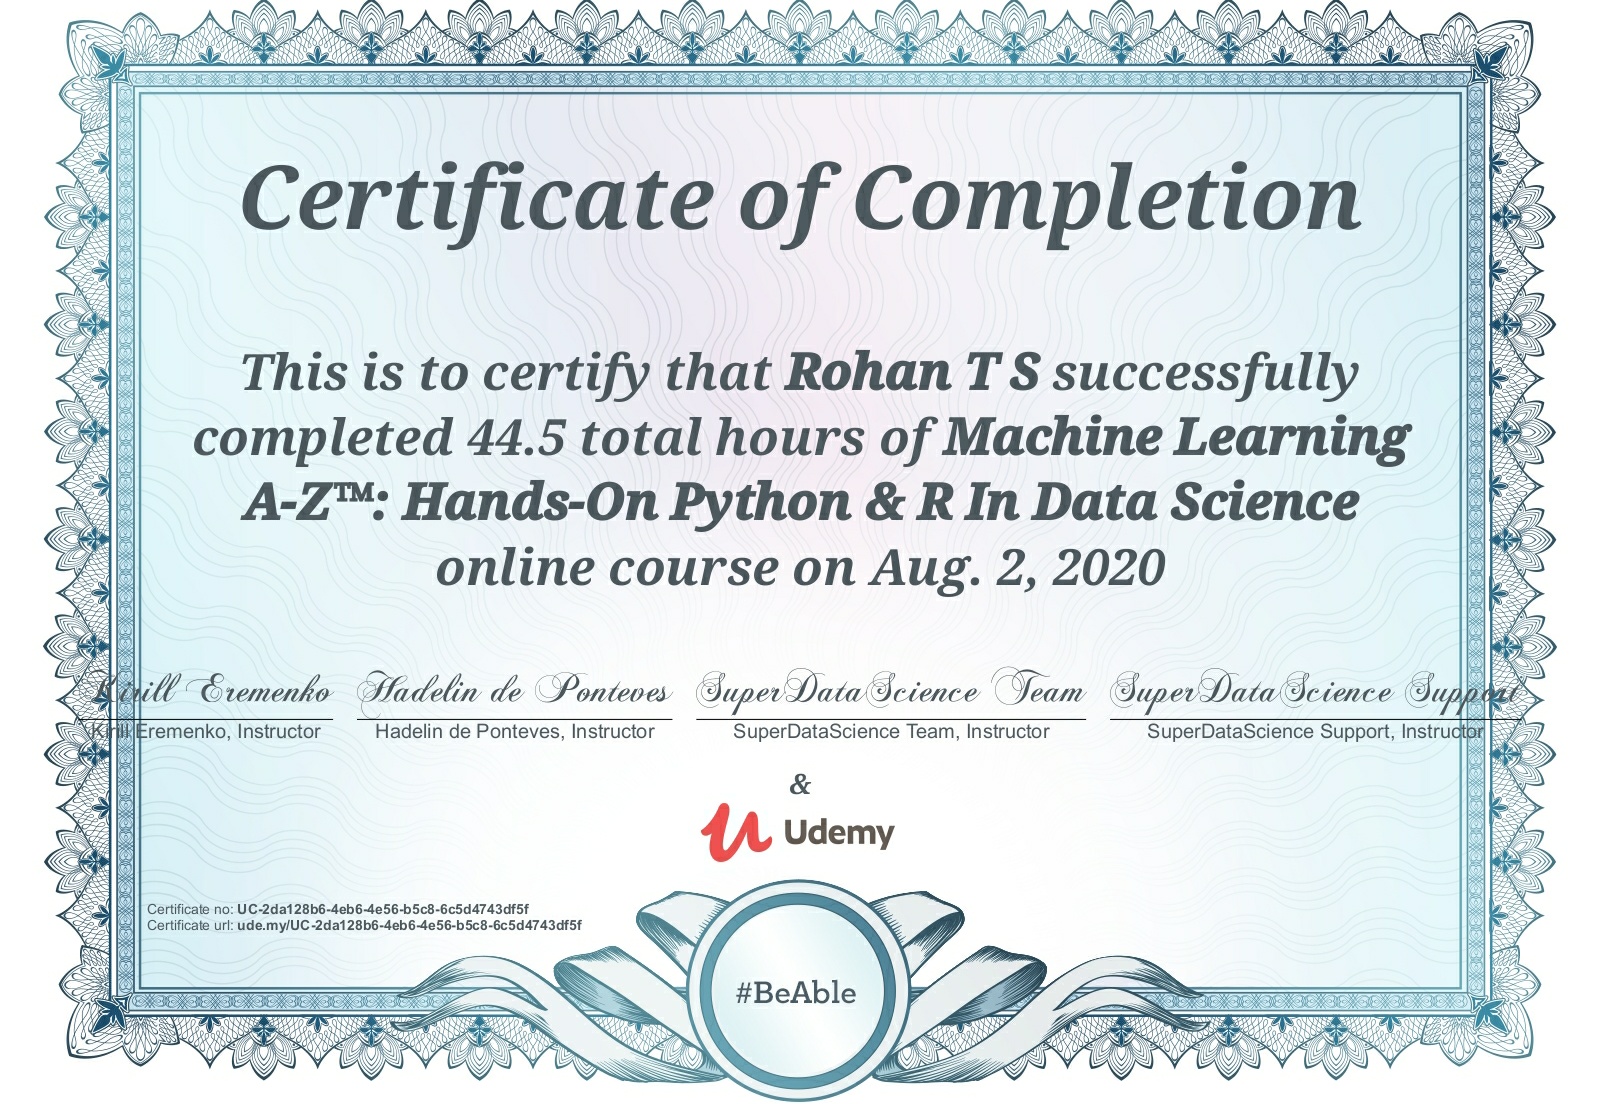 Certificate of Completion
This is to certify that Rohan T S successfully
completed 44.5 total hours of Machine Learning
A-Z™: Hands-On Python & R In Data Science
online course on Aug. 2, 2020
Kirill Eremenko Hadelin de Ponteves SuperDataScience Team SuperDataScience Support
Kirill Eremenko, Instructor Hadelin de Ponteves, Instructor SuperDataScience Team, Instructor SuperDataScience Support, Instructor
&
Udemy
Certificate no: UC-2da128b6-4eb6-4e56-b5c8-6c5d4743df5f
Certificate url: ude.my/UC-2da128b6-4eb6-4e56-b5c8-6c5d4743df5f
#BeAble